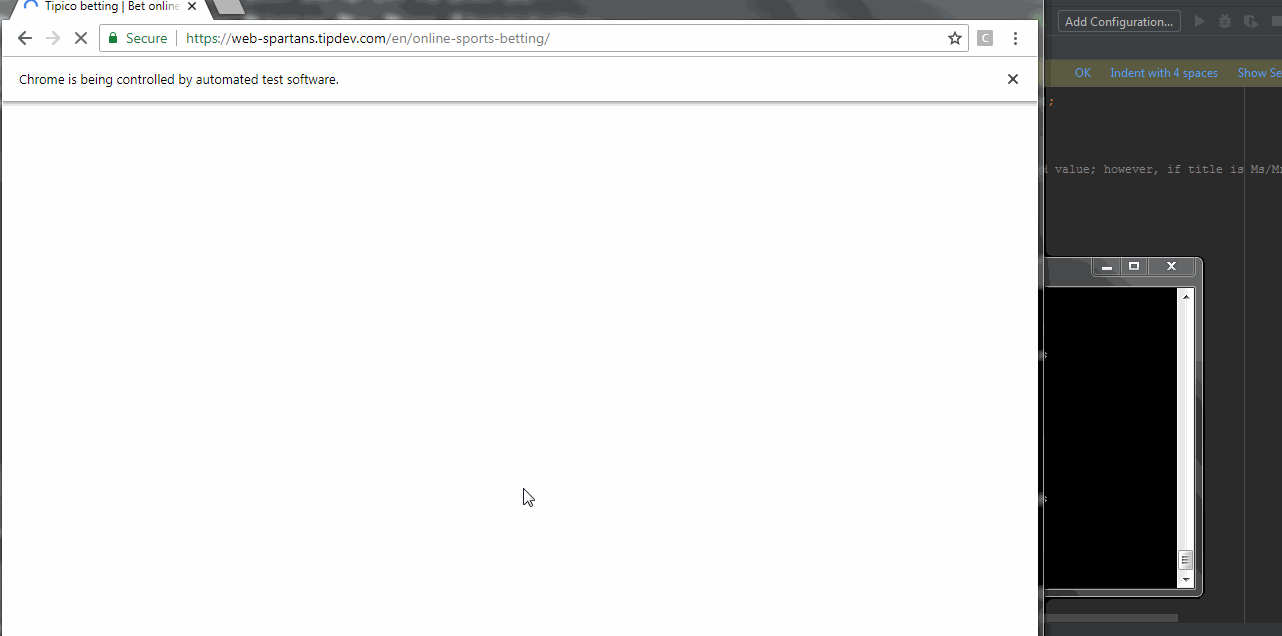 Tipico betting | Bet online
Add Configuration...
Secure
https://web-spartans.tipdev.com/en/online-sports-betting/
C
Chrome is being controlled by automated test software.
OK Indent with 4 spaces Show Se
;
value; however, if title is Ms/M